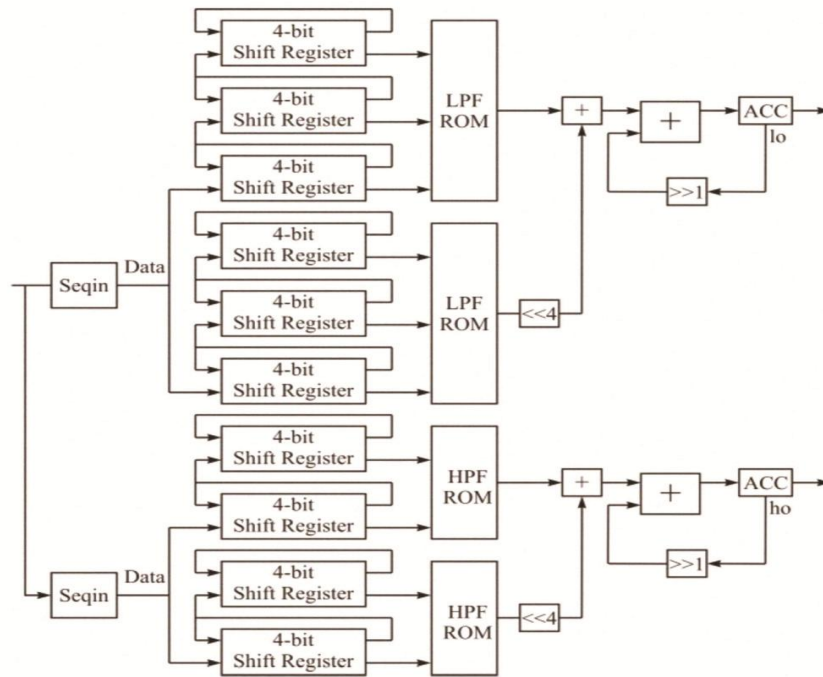 4-bit
Shift Register
4-bit
Shift Register
4-bit
Shift Register
LPF
ROM
+
+
ACC
lo
>>1
Seqin
Data
4-bit
Shift Register
4-bit
Shift Register
4-bit
Shift Register
LPF
ROM
<<4
4-bit
Shift Register
4-bit
Shift Register
HPF
ROM
+
+
ACC
ho
>>1
Seqin
Data
4-bit
Shift Register
4-bit
Shift Register
HPF
ROM
<<4